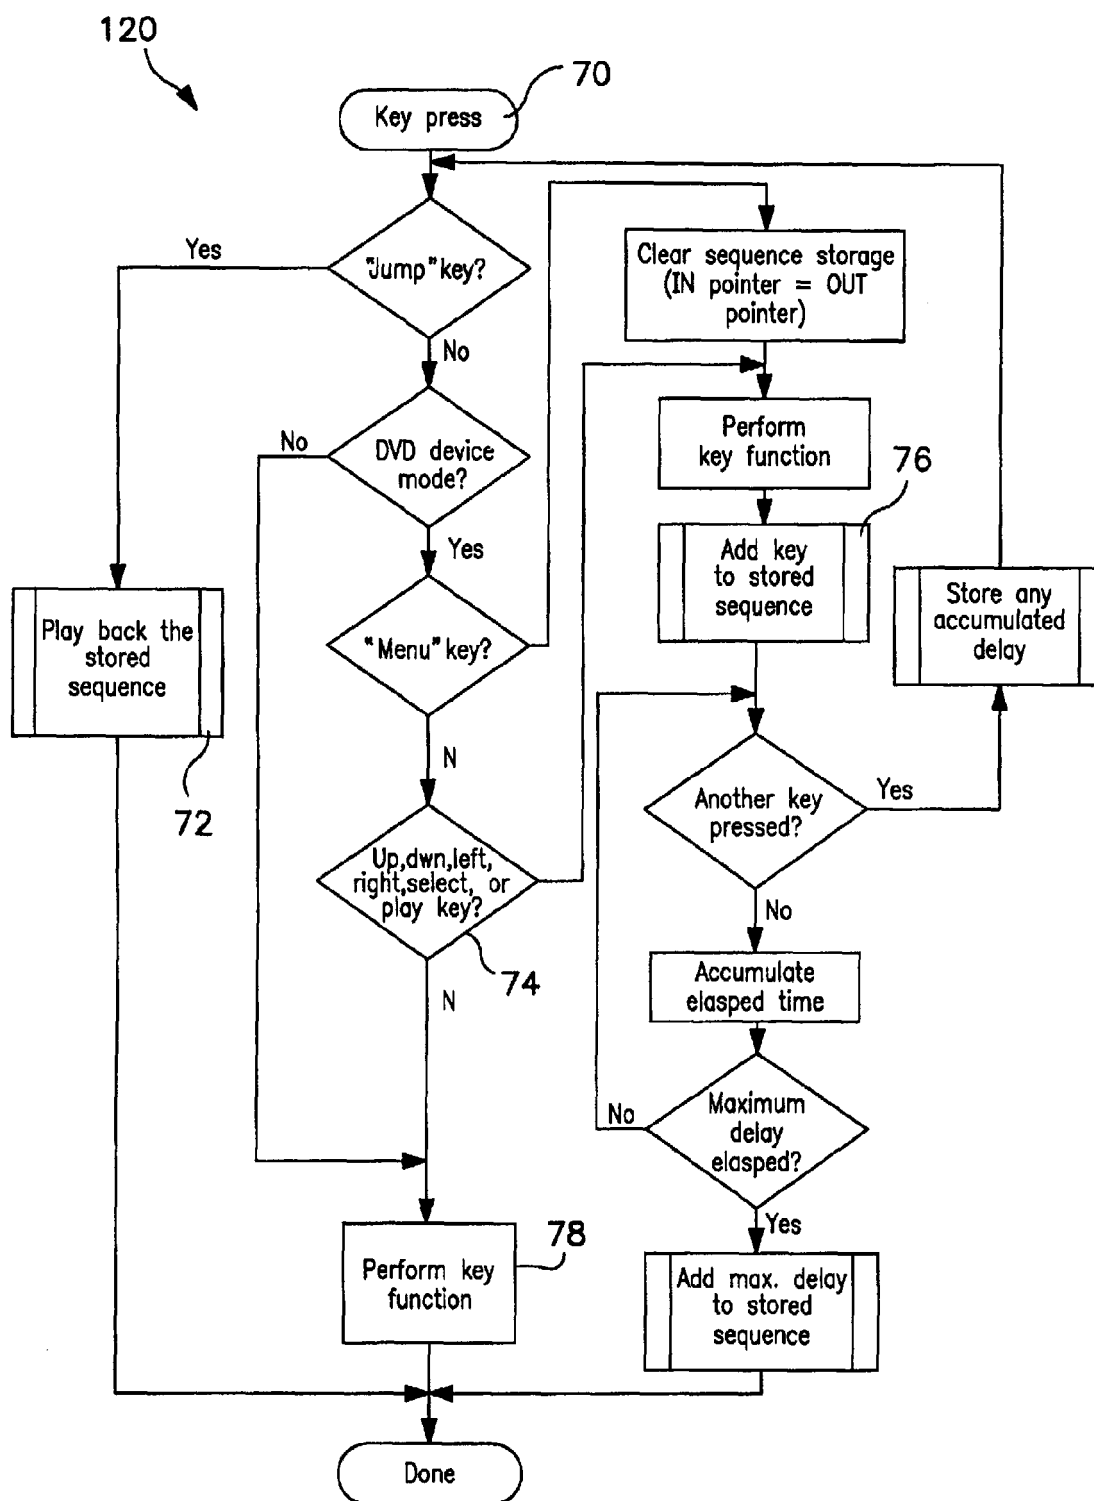 120
70
Key press
"Jump" key?
Yes
No
Clear sequence storage
(IN pointer = OUT
pointer)
DVD device
mode?
No
Yes
Perform
key function
76
Add key
to stored
sequence
Store any
accumulated
delay
Play back the
stored
sequence
72
"Menu" key?
N
Another key
pressed?
Yes
No
Up,dwn,left,
right,select, or
play key?
74
N
Accumulate
elasped time
Maximum
delay
elasped?
No
Yes
Perform key
function
78
Add max. delay
to stored
sequence
Done